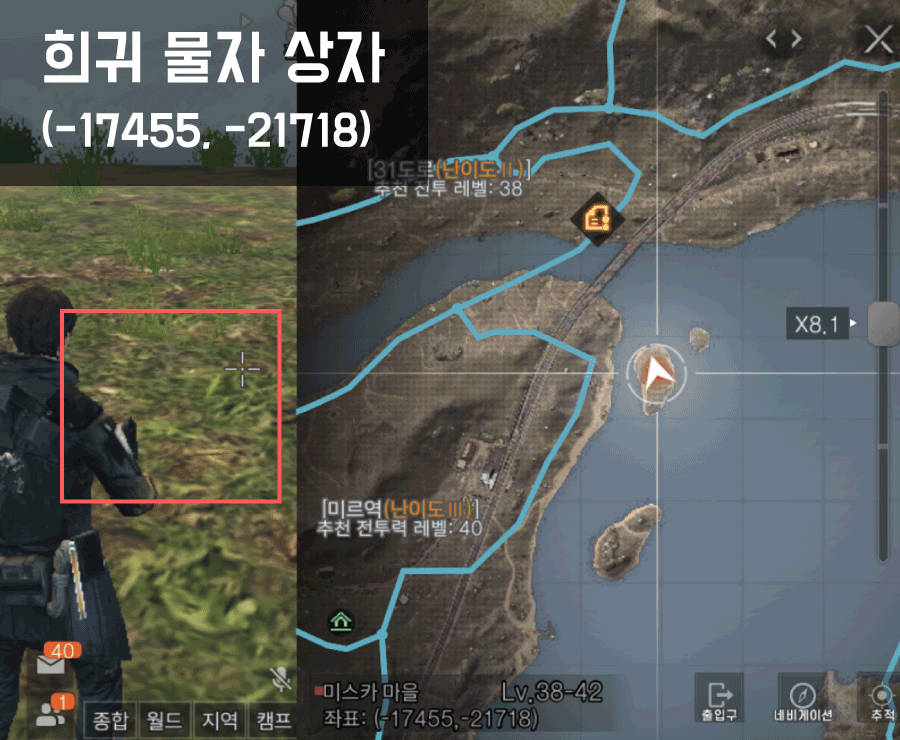 희귀 물자 상자
(-17455, -21718)
[31도로(난이도Ⅱ)]
추천 전투 레벨: 38
X8.1
[미르역(난이도Ⅲ)]
추천 전투력 레벨: 40
40
1
종합
월드
지역
캠프
미스카 마을
Lv.38-42
좌표: (-17455,-21718)
출입구
네비게이션
추적